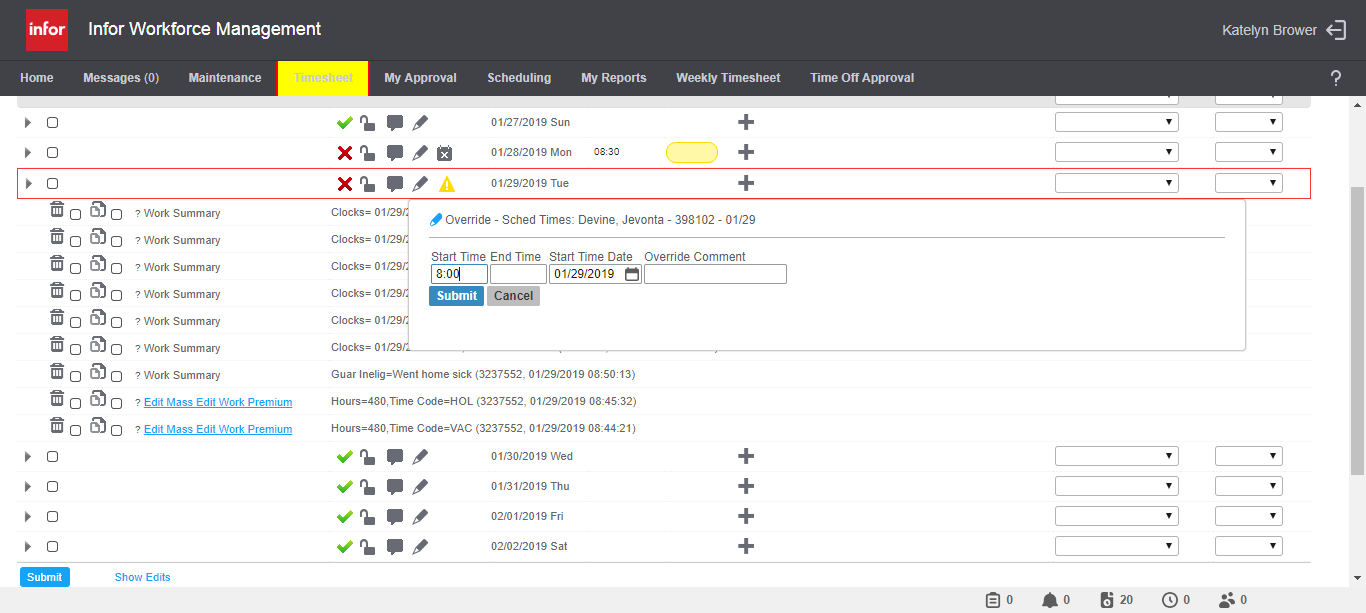 infor Infor Workforce Management Katelyn Brower
Home Messages (0) Maintenance Timesheet My Approval Scheduling My Reports Weekly Timesheet Time Off Approval ?
01/27/2019 Sun
01/28/2019 Mon 08:30
01/29/2019 Tue
? Work Summary Clocks= 01/29/2
Override - Sched Times: Devine, Jevonta - 398102 - 01/29
? Work Summary Clocks= 01/29/2
Start Time End Time Start Time Date Override Comment
? Work Summary Clocks= 01/29/2
8:00 01/29/2019
? Work Summary Clocks= 01/29/2
Submit Cancel
? Work Summary Clocks= 01/29/2
? Work Summary Clocks= 01/29/2
? Work Summary Guar Inelig=Went home sick (3237552, 01/29/2019 08:50:13)
? Edit Mass Edit Work Premium Hours=480,Time Code=HOL (3237552, 01/29/2019 08:45:32)
? Edit Mass Edit Work Premium Hours=480,Time Code=VAC (3237552, 01/29/2019 08:44:21)
01/30/2019 Wed
01/31/2019 Thu
02/01/2019 Fri
02/02/2019 Sat
Submit Show Edits
0 0 20 0 0